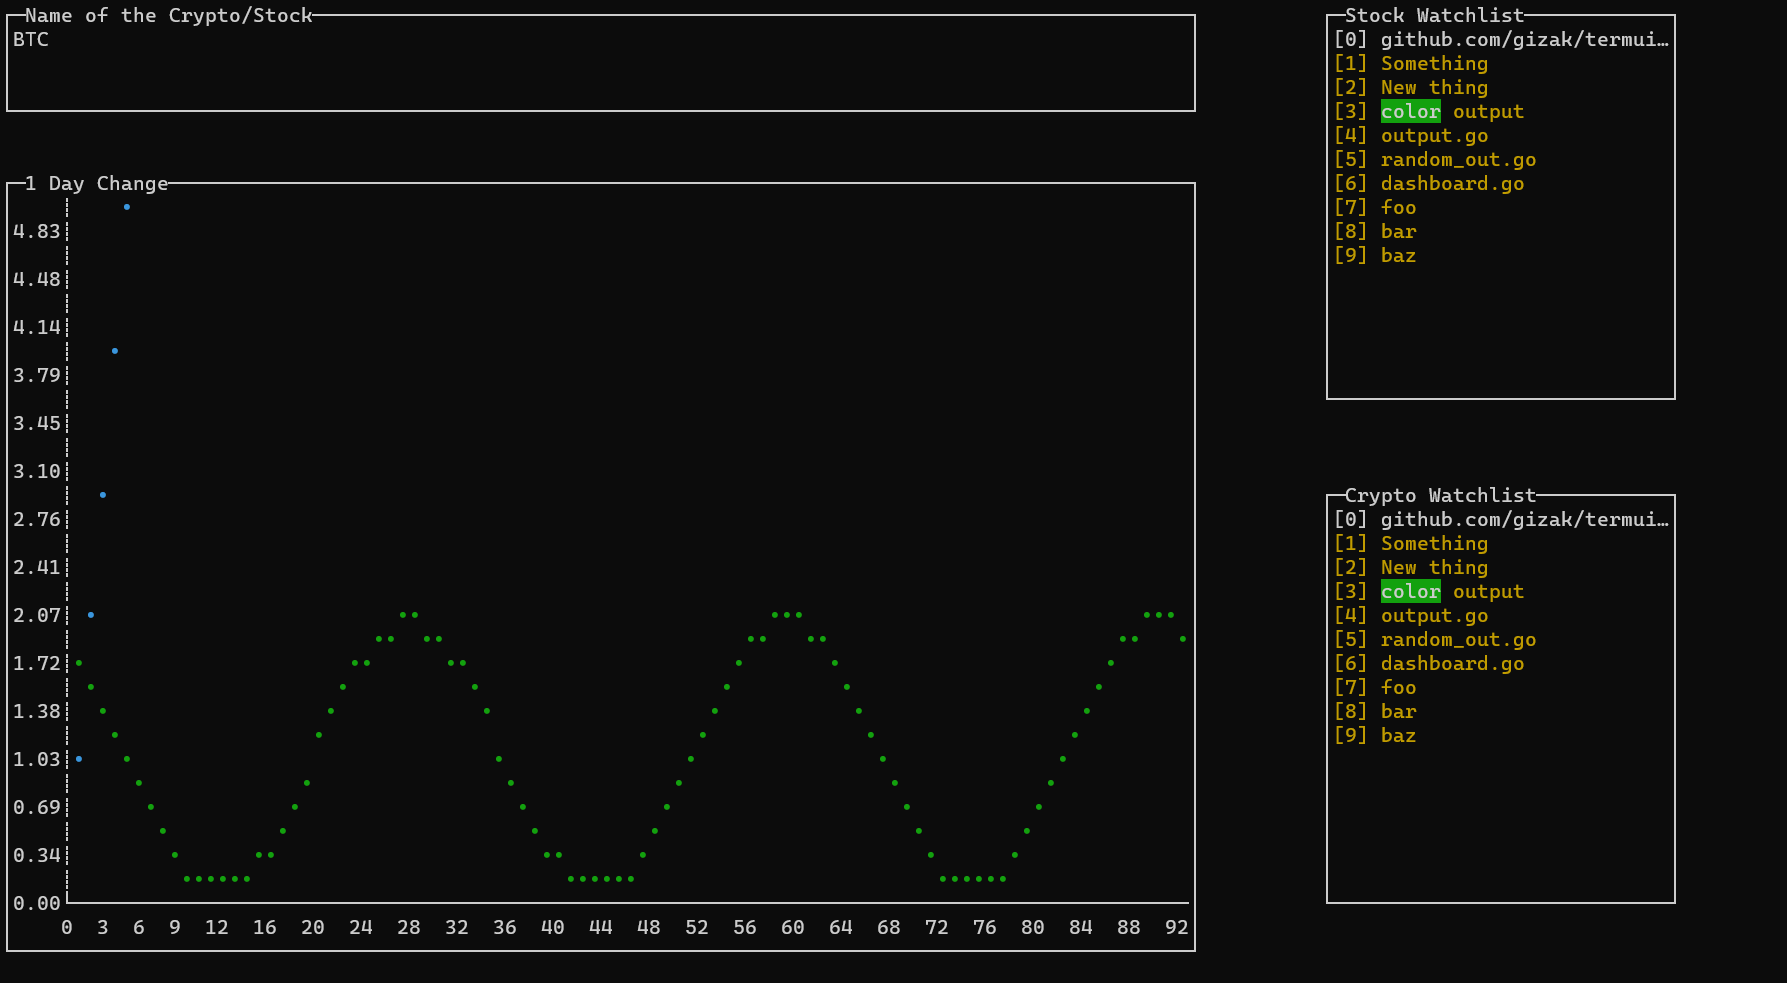 Name of the Crypto/Stock
BTC
1 Day Change
4.83
4.48
4.14
3.79
3.45
3.10
2.76
2.41
2.07
1.72
1.38
1.03
0.69
0.34
0.00
0 3 6 9 12 16 20 24 28 32 36 40 44 48 52 56 60 64 68 72 76 80 84 88 92
Stock Watchlist
[0] github.com/gizak/termui…
[1] Something
[2] New thing
[3] color output
[4] output.go
[5] random_out.go
[6] dashboard.go
[7] foo
[8] bar
[9] baz
Crypto Watchlist
[0] github.com/gizak/termui…
[1] Something
[2] New thing
[3] color output
[4] output.go
[5] random_out.go
[6] dashboard.go
[7] foo
[8] bar
[9] baz